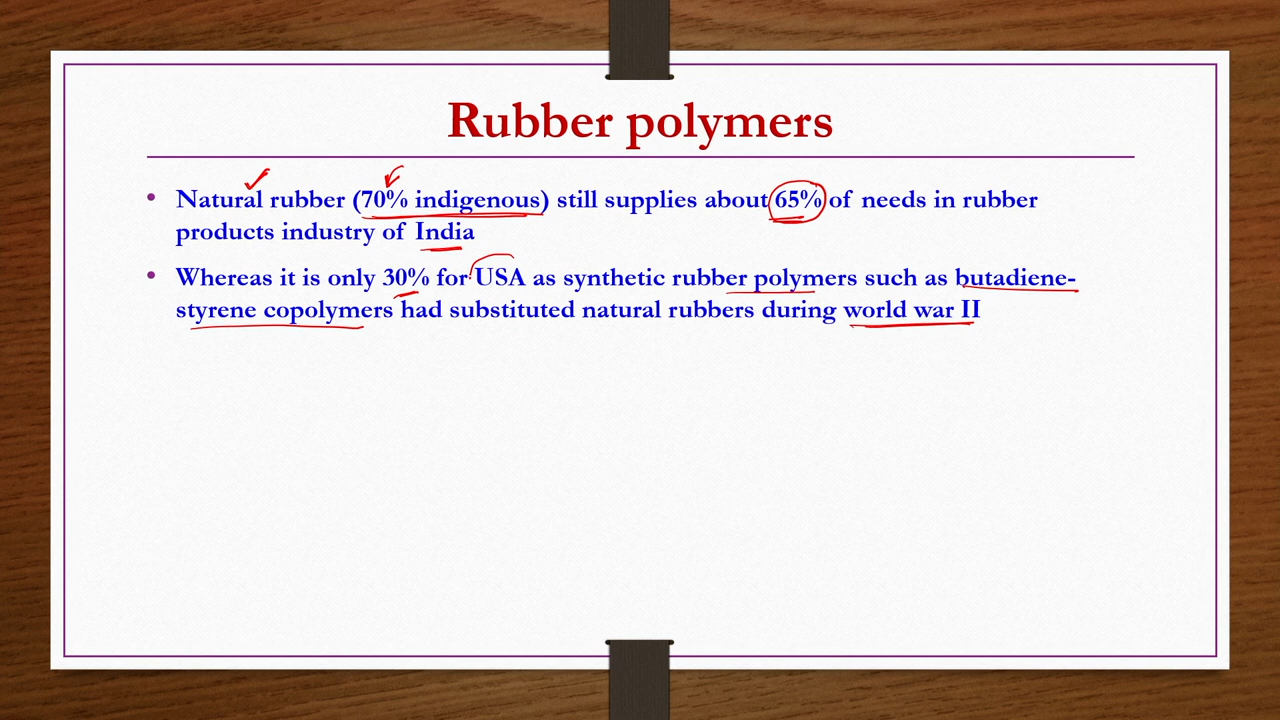 Rubber polymers
• Natural rubber (70% indigenous) still supplies about 65% of needs in rubber
products industry of India
• Whereas it is only 30% for USA as synthetic rubber polymers such as butadiene-
styrene copolymers had substituted natural rubbers during world war II